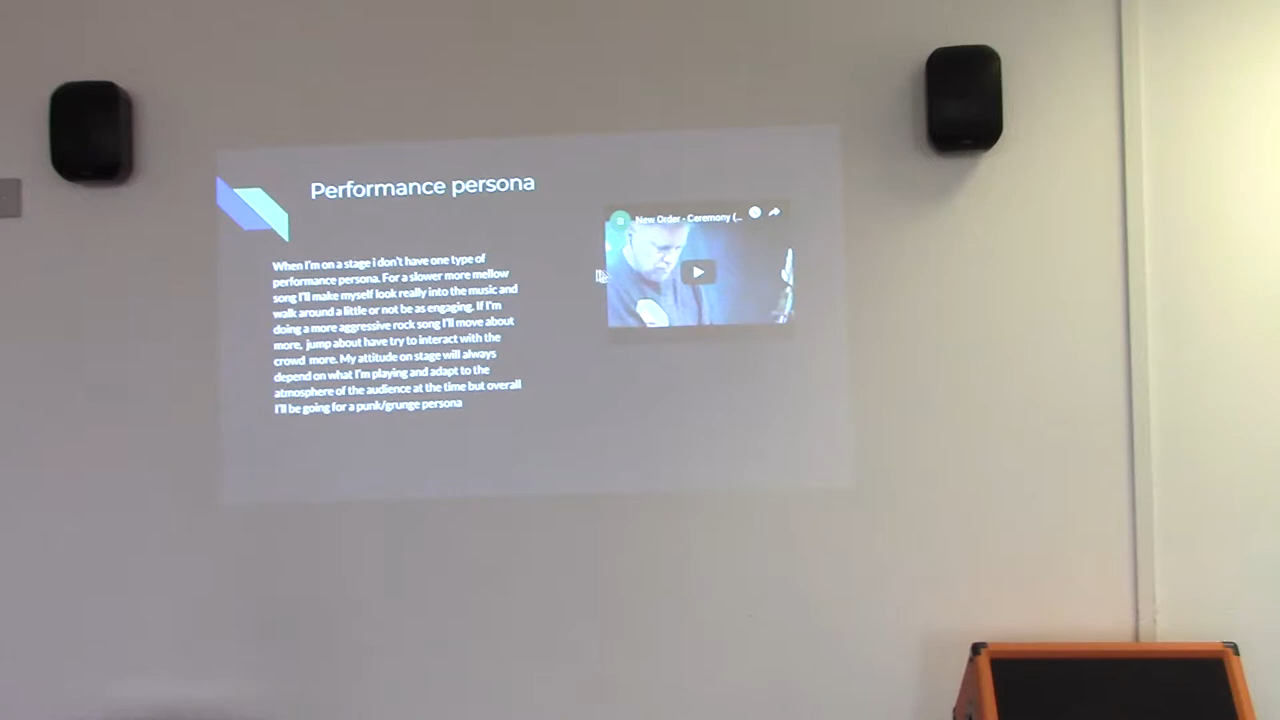 Performance persona
When I'm on a stage i don't have one type of
performance persona. For a slower more mellow
song I'll make myself look really into the music and
walk around a little or not be as engaging. If I'm
doing a more aggressive rock song I'll move about
more, jump about have try to interact with the
crowd more. My attitude on stage will always
depend on what I'm playing and adapt to the
atmosphere of the audience at the time but overall
I'll be going for a punk/grunge persona
New Order - Ceremony (...